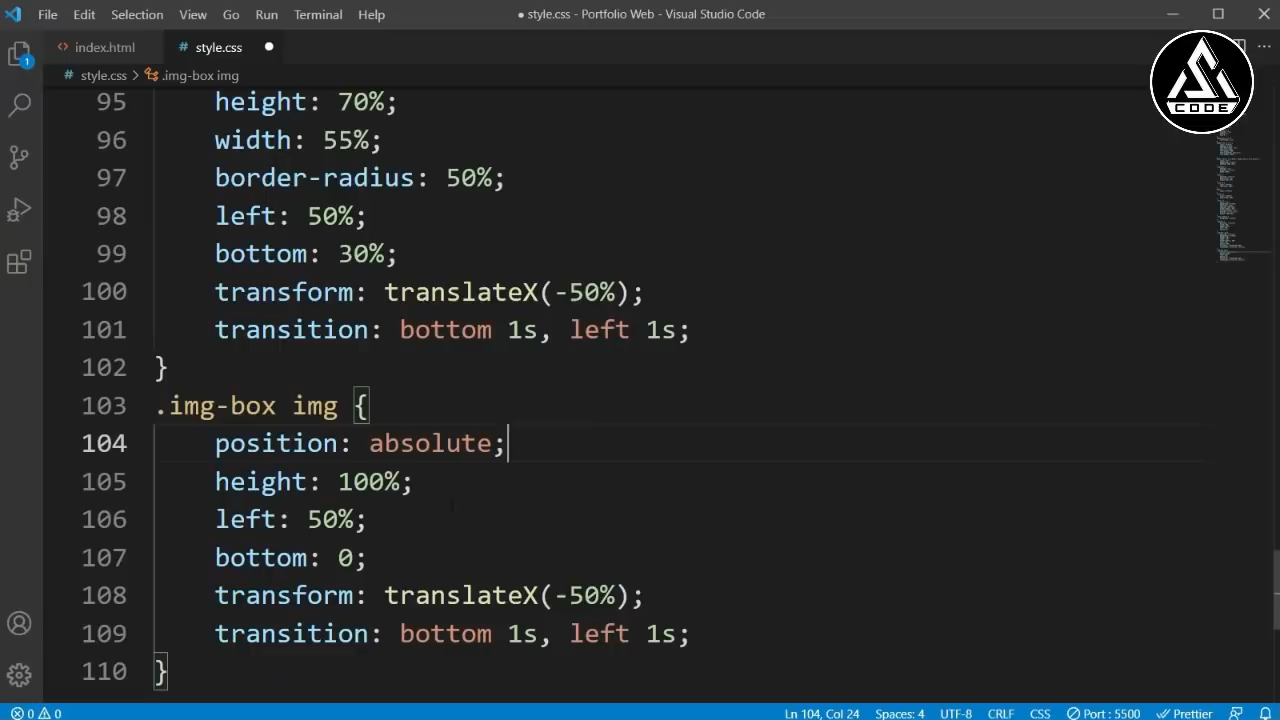 File Edit Selection View Go Run Terminal Help ● style.css - Portfolio Web - Visual Studio Code
index.html # style.css
# style.css > .img-box img
CODE
1
95 height: 70%;
96 width: 55%;
97 border-radius: 50%;
98 left: 50%;
99 bottom: 30%;
100 transform: translateX(-50%);
101 transition: bottom 1s, left 1s;
102 }
103 .img-box img {
104 position: absolute;
105 height: 100%;
106 left: 50%;
107 bottom: 0;
108 transform: translateX(-50%);
109 transition: bottom 1s, left 1s;
110 }
0 0 Ln 104, Col 24 Spaces: 4 UTF-8 CRLF CSS Port : 5500 Prettier